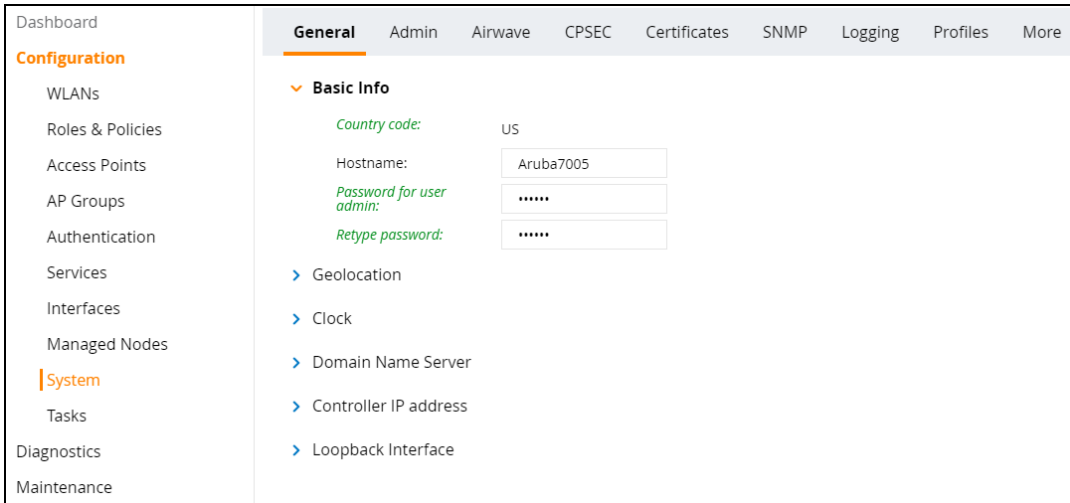 Dashboard
Configuration
WLANs
Roles & Policies
Access Points
AP Groups
Authentication
Services
Interfaces
Managed Nodes
System
Tasks
Diagnostics
Maintenance
General Admin Airwave CPSEC Certificates SNMP Logging Profiles More
Basic Info
Country code: US
Hostname: Aruba7005
Password for user
admin: ••••••
Retype password: ••••••
Geolocation
Clock
Domain Name Server
Controller IP address
Loopback Interface